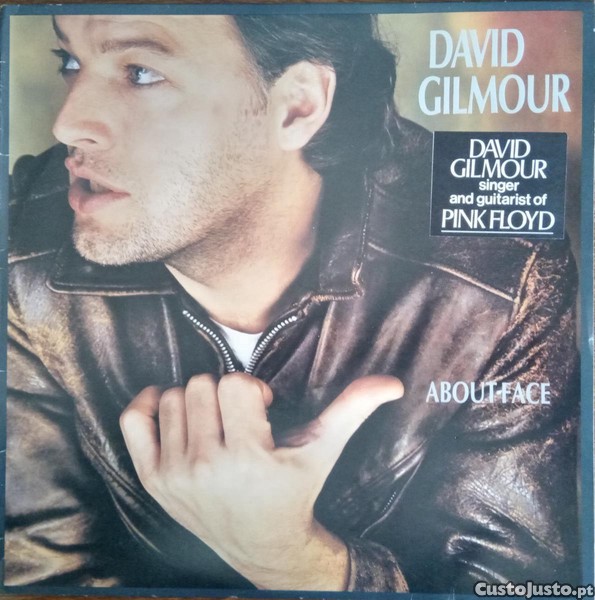 DAVID
GILMOUR
DAVID
GILMOUR
singer
and guitarist of
PINK FLOYD
ABOUT-FACE
CustoJusto.pt